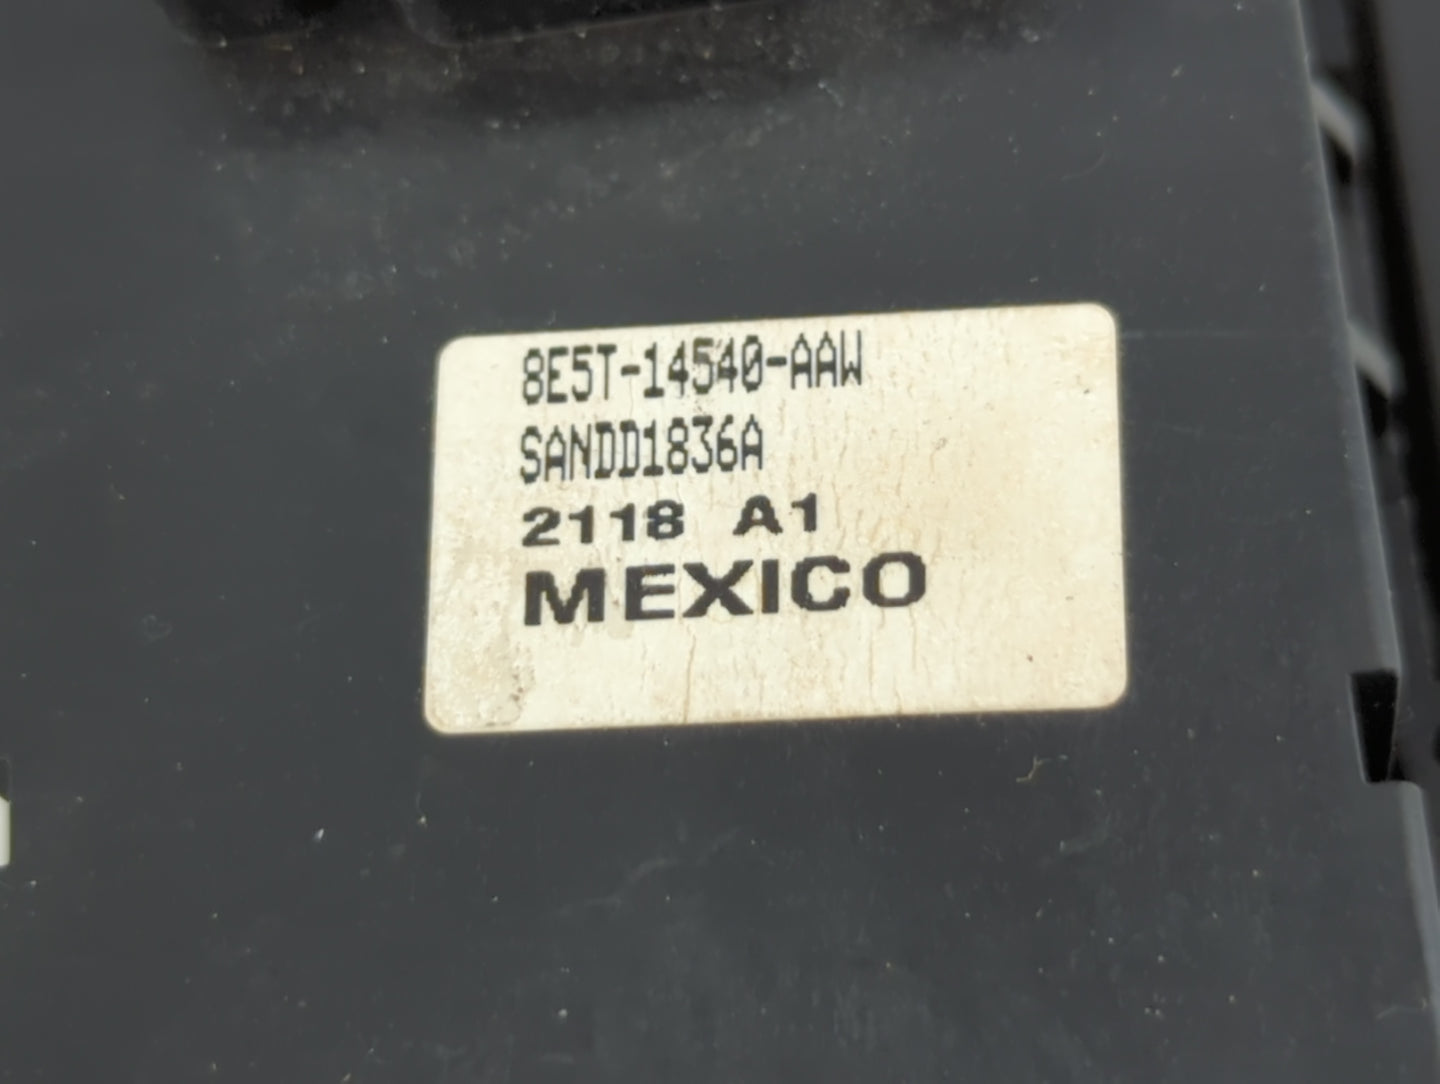 8E5T-14540-AAW
SANDD1836A
2118 A1
MEXICO